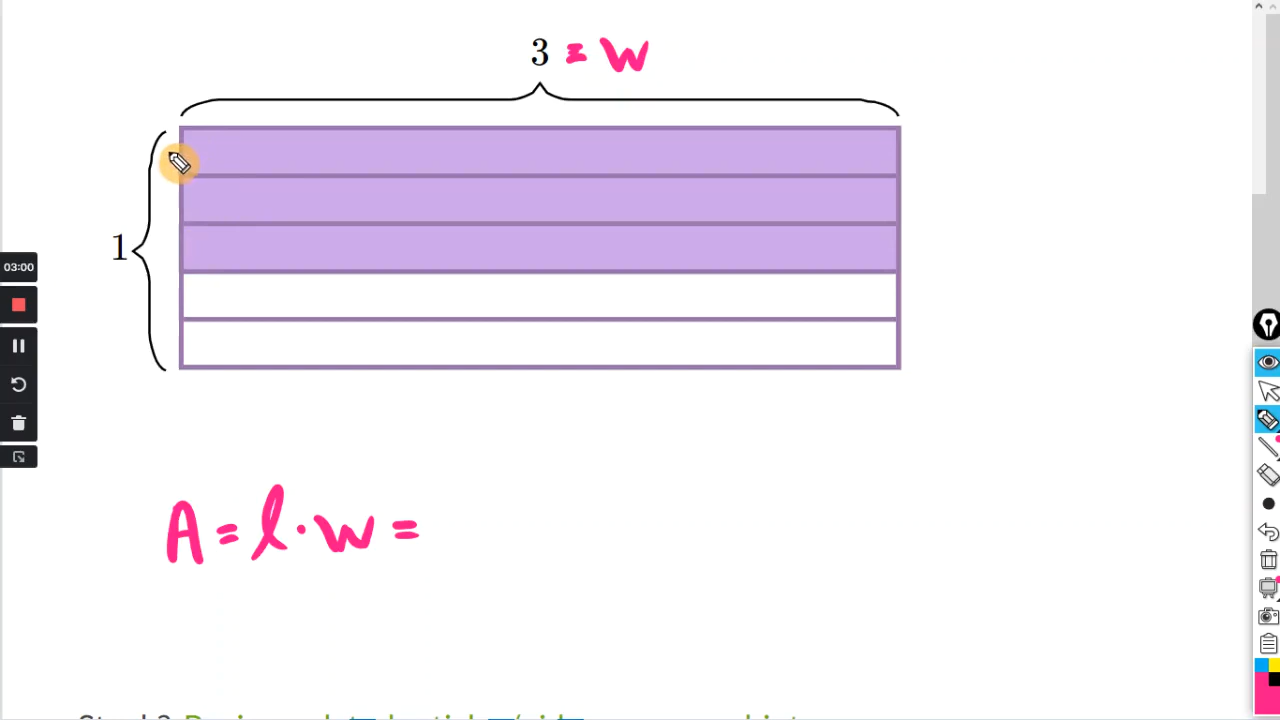 3 = w
1
03:00
A = l · w =